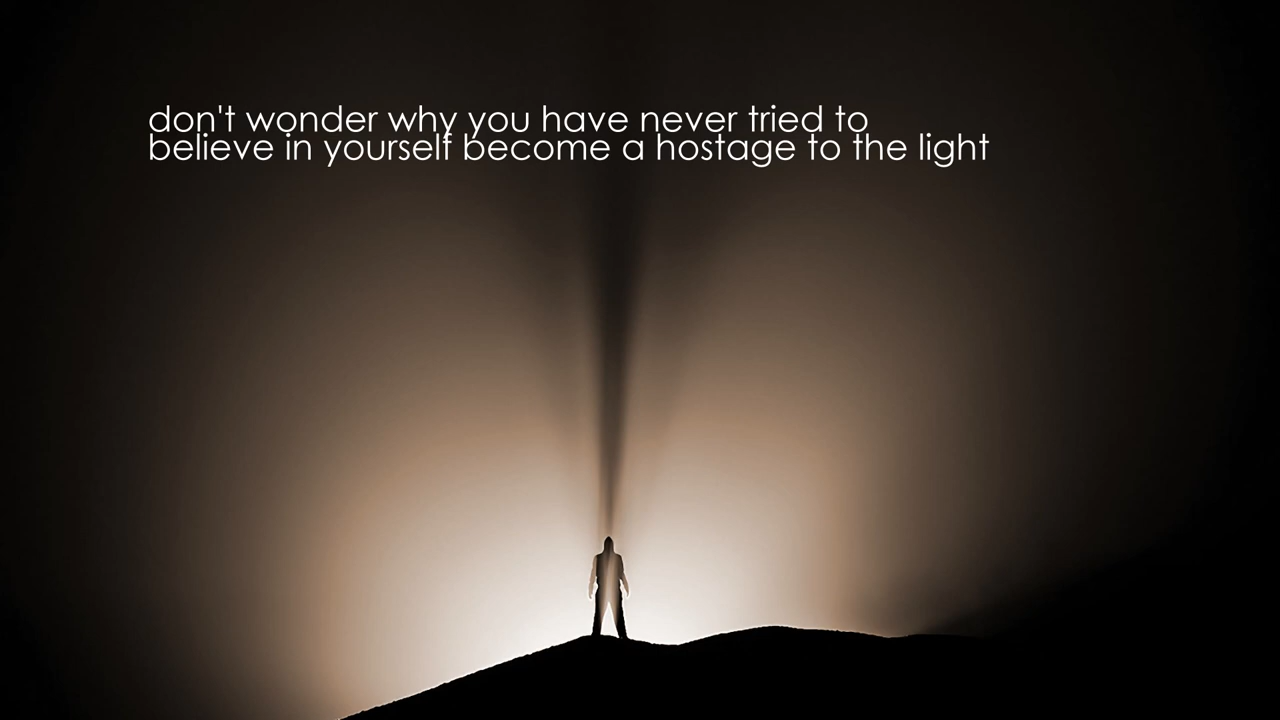 don't wonder why you have never tried to
believe in yourself become a hostage to the light